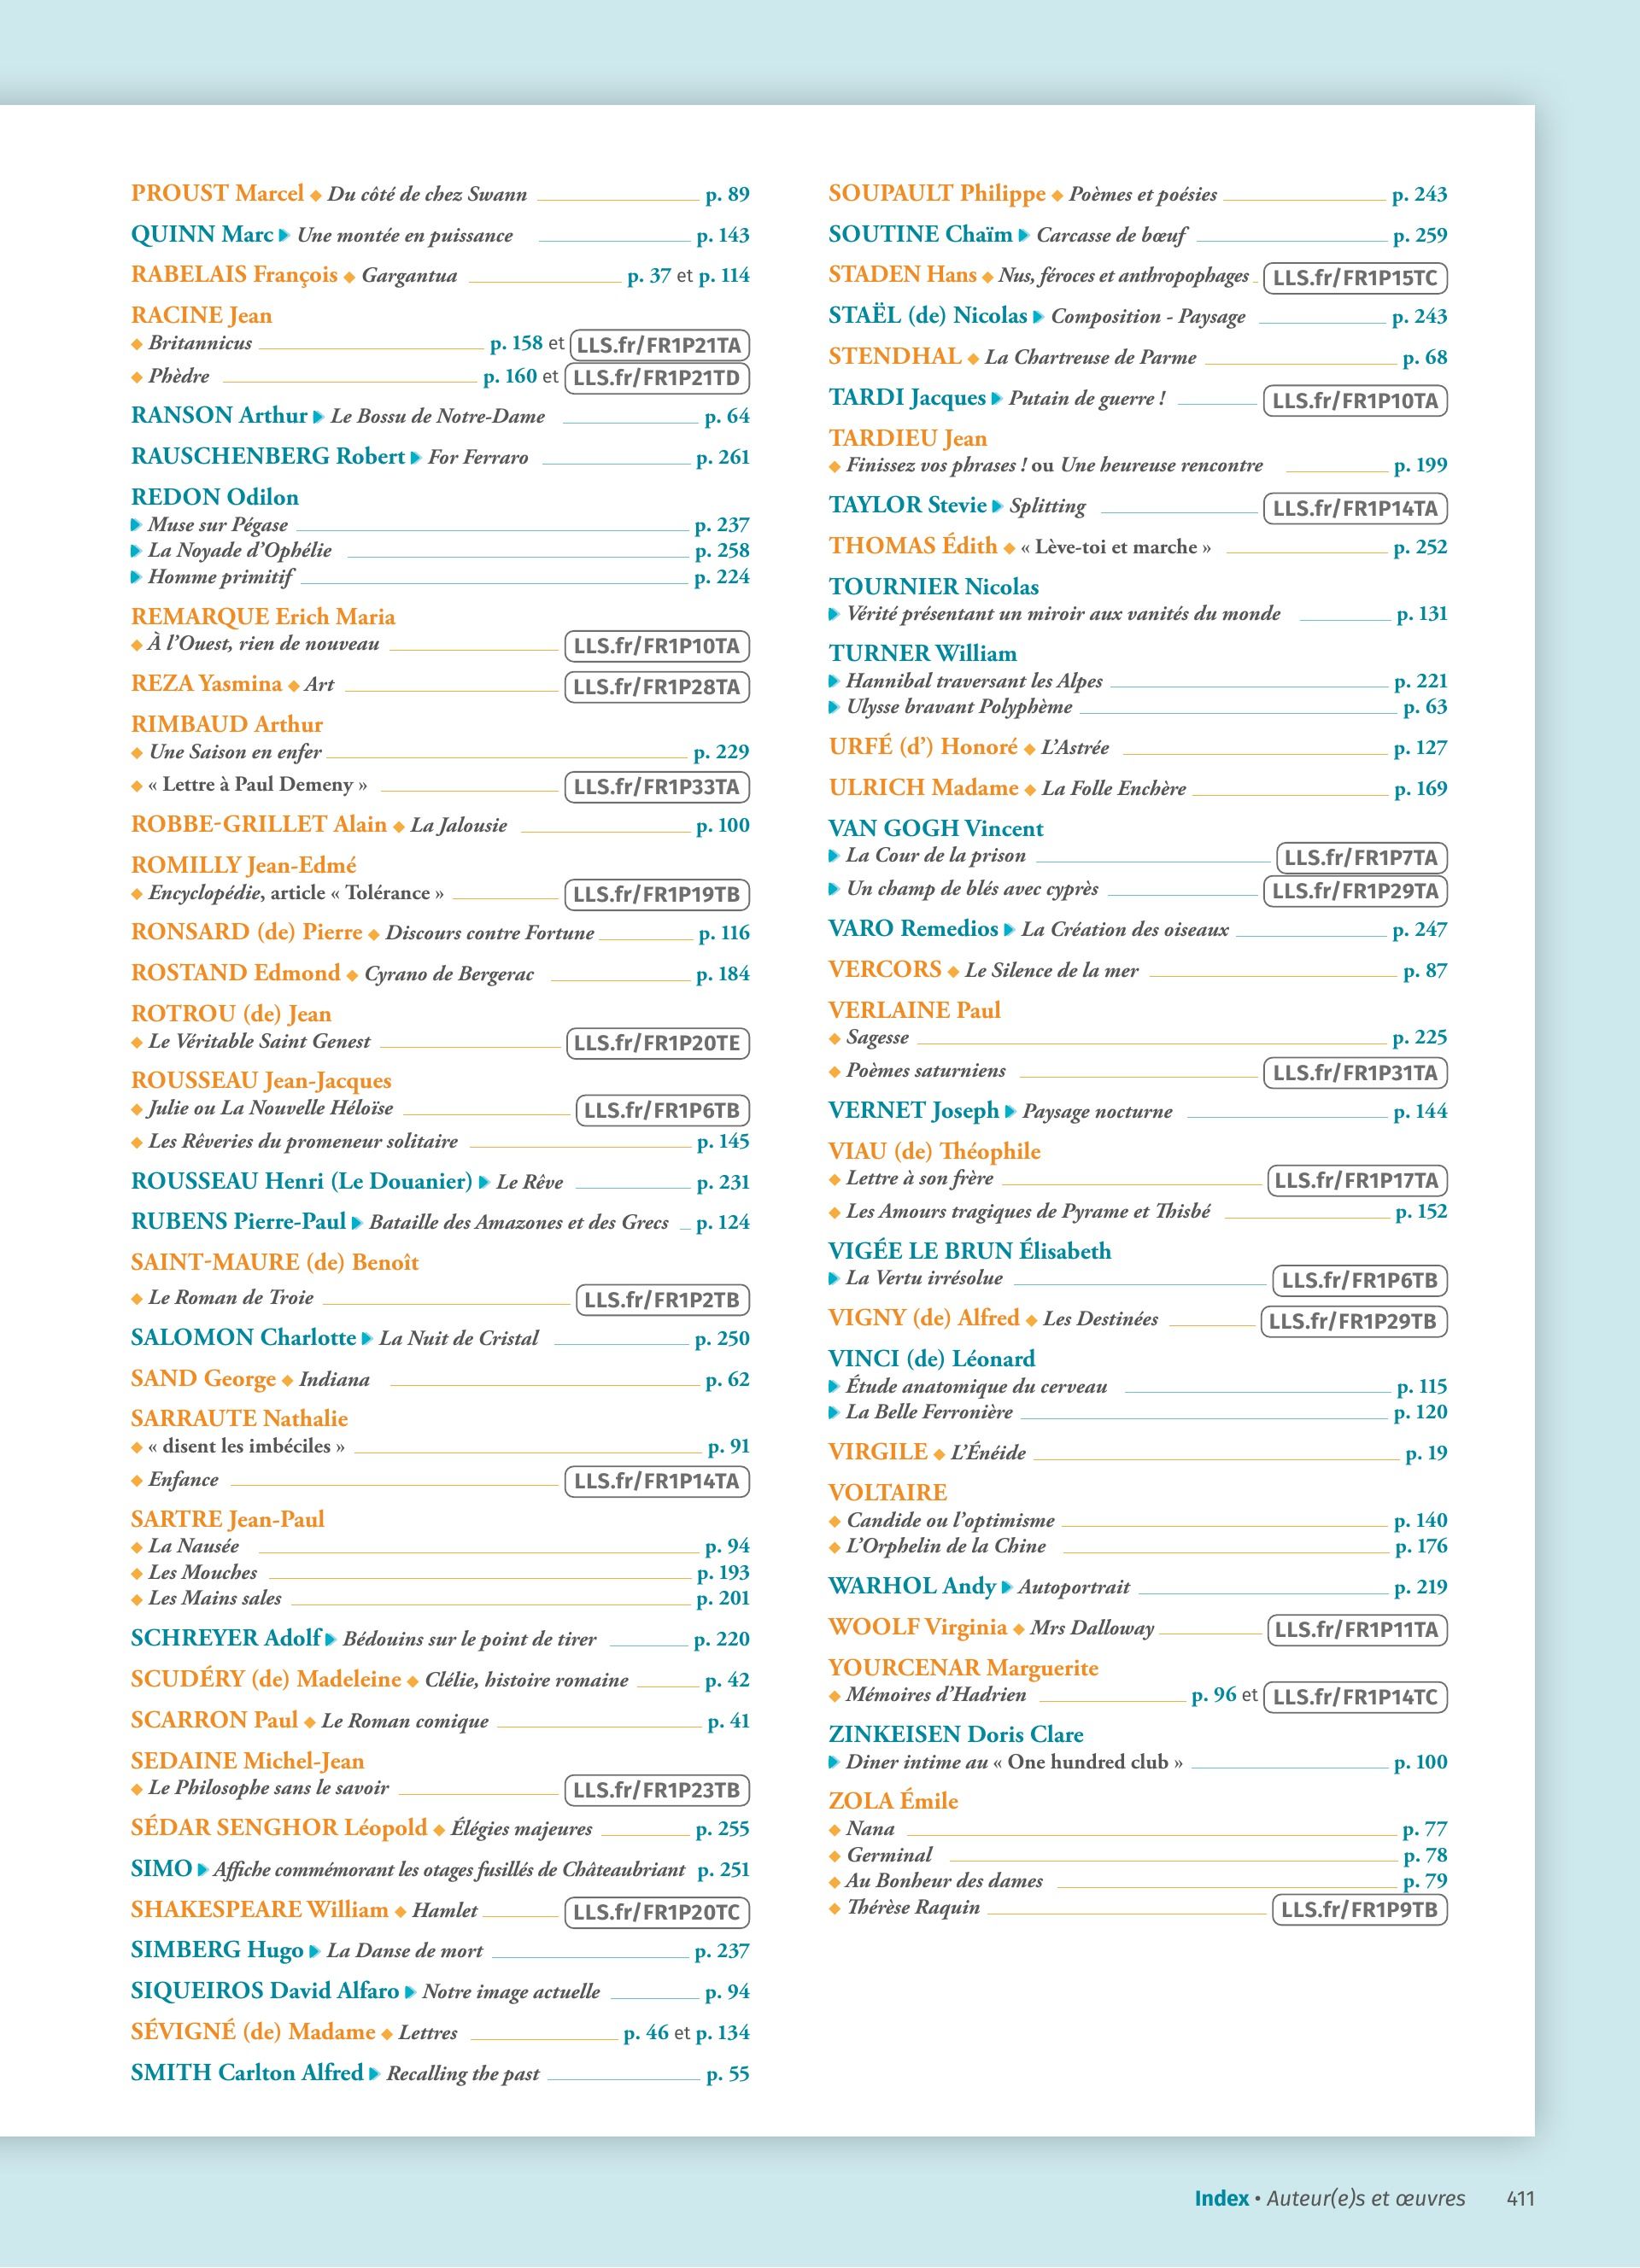 PROUST Marcel ◆ Du côté de chez Swann p. 89
QUINN Marc ▶ Une montée en puissance p. 143
RABELAIS François ◆ Gargantua p. 37 et p. 114
RACINE Jean
◆ Britannicus p. 158 et LLS.fr/FR1P21TA
◆ Phèdre p. 160 et LLS.fr/FR1P21TD
RANSON Arthur ▶ Le Bossu de Notre-Dame p. 64
RAUSCHENBERG Robert ▶ For Ferraro p. 261
REDON Odilon
▶ Muse sur Pégase p. 237
▶ La Noyade d’Ophélie p. 258
▶ Homme primitif p. 224
REMARQUE Erich Maria
◆ À l’Ouest, rien de nouveau LLS.fr/FR1P10TA
REZA Yasmina ◆ Art LLS.fr/FR1P28TA
RIMBAUD Arthur
◆ Une Saison en enfer p. 229
◆ « Lettre à Paul Demeny » LLS.fr/FR1P33TA
ROBBE-GRILLET Alain ◆ La Jalousie p. 100
ROMILLY Jean-Edmé
◆ Encyclopédie, article « Tolérance » LLS.fr/FR1P19TB
RONSARD (de) Pierre ◆ Discours contre Fortune p. 116
ROSTAND Edmond ◆ Cyrano de Bergerac p. 184
ROTROU (de) Jean
◆ Le Véritable Saint Genest LLS.fr/FR1P20TE
ROUSSEAU Jean-Jacques
◆ Julie ou La Nouvelle Héloïse LLS.fr/FR1P6TB
◆ Les Rêveries du promeneur solitaire p. 145
ROUSSEAU Henri (Le Douanier) ▶ Le Rêve p. 231
RUBENS Pierre-Paul ▶ Bataille des Amazones et des Grecs p. 124
SAINT-MAURE (de) Benoît
◆ Le Roman de Troie LLS.fr/FR1P2TB
SALOMON Charlotte ▶ La Nuit de Cristal p. 250
SAND George ◆ Indiana p. 62
SARRAUTE Nathalie
◆ « disent les imbéciles » p. 91
◆ Enfance LLS.fr/FR1P14TA
SARTRE Jean-Paul
◆ La Nausée p. 94
◆ Les Mouches p. 193
◆ Les Mains sales p. 201
SCHREYER Adolf ▶ Bédouins sur le point de tirer p. 220
SCUDÉRY (de) Madeleine ◆ Clélie, histoire romaine p. 42
SCARRON Paul ◆ Le Roman comique p. 41
SEDAINE Michel-Jean
◆ Le Philosophe sans le savoir LLS.fr/FR1P23TB
SÉDAR SENGHOR Léopold ◆ Élégies majeures p. 255
SIMO ▶ Affiche commémorant les otages fusillés de Châteaubriant p. 251
SHAKESPEARE William ◆ Hamlet LLS.fr/FR1P20TC
SIMBERG Hugo ▶ La Danse de mort p. 237
SIQUEIROS David Alfaro ▶ Notre image actuelle p. 94
SÉVIGNÉ (de) Madame ◆ Lettres p. 46 et p. 134
SMITH Carlton Alfred ▶ Recalling the past p. 55
SOUPAULT Philippe ◆ Poèmes et poésies p. 243
SOUTINE Chaïm ▶ Carcasse de bœuf p. 259
STADEN Hans ◆ Nus, féroces et anthropophages LLS.fr/FR1P15TC
STAËL (de) Nicolas ▶ Composition - Paysage p. 243
STENDHAL ◆ La Chartreuse de Parme p. 68
TARDI Jacques ▶ Putain de guerre ! LLS.fr/FR1P10TA
TARDIEU Jean
◆ Finissez vos phrases ! ou Une heureuse rencontre p. 199
TAYLOR Stevie ▶ Splitting LLS.fr/FR1P14TA
THOMAS Édith ◆ « Lève-toi et marche » p. 252
TOURNIER Nicolas
▶ Vérité présentant un miroir aux vanités du monde p. 131
TURNER William
▶ Hannibal traversant les Alpes p. 221
▶ Ulysse bravant Polyphème p. 63
URFÉ (d’) Honoré ◆ L’Astrée p. 127
ULRICH Madame ◆ La Folle Enchère p. 169
VAN GOGH Vincent
▶ La Cour de la prison LLS.fr/FR1P7TA
▶ Un champ de blés avec cyprès LLS.fr/FR1P29TA
VARO Remedios ▶ La Création des oiseaux p. 247
VERCORS ◆ Le Silence de la mer p. 87
VERLAINE Paul
◆ Sagesse p. 225
◆ Poèmes saturniens LLS.fr/FR1P31TA
VERNET Joseph ▶ Paysage nocturne p. 144
VIAU (de) Théophile
◆ Lettre à son frère LLS.fr/FR1P17TA
◆ Les Amours tragiques de Pyrame et Thisbé p. 152
VIGÉE LE BRUN Élisabeth
▶ La Vertu irrésolue LLS.fr/FR1P6TB
VIGNY (de) Alfred ◆ Les Destinées LLS.fr/FR1P29TB
VINCI (de) Léonard
▶ Étude anatomique du cerveau p. 115
▶ La Belle Ferronière p. 120
VIRGILE ◆ L’Énéide p. 19
VOLTAIRE
◆ Candide ou l’optimisme p. 140
◆ L’Orphelin de la Chine p. 176
WARHOL Andy ▶ Autoportrait p. 219
WOOLF Virginia ◆ Mrs Dalloway LLS.fr/FR1P11TA
YOURCENAR Marguerite
◆ Mémoires d’Hadrien p. 96 et LLS.fr/FR1P14TC
ZINKEISEN Doris Clare
▶ Diner intime au « One hundred club » p. 100
ZOLA Émile
◆ Nana p. 77
◆ Germinal p. 78
◆ Au Bonheur des dames p. 79
◆ Thérèse Raquin LLS.fr/FR1P9TB
Index • Auteur(e)s et œuvres 411